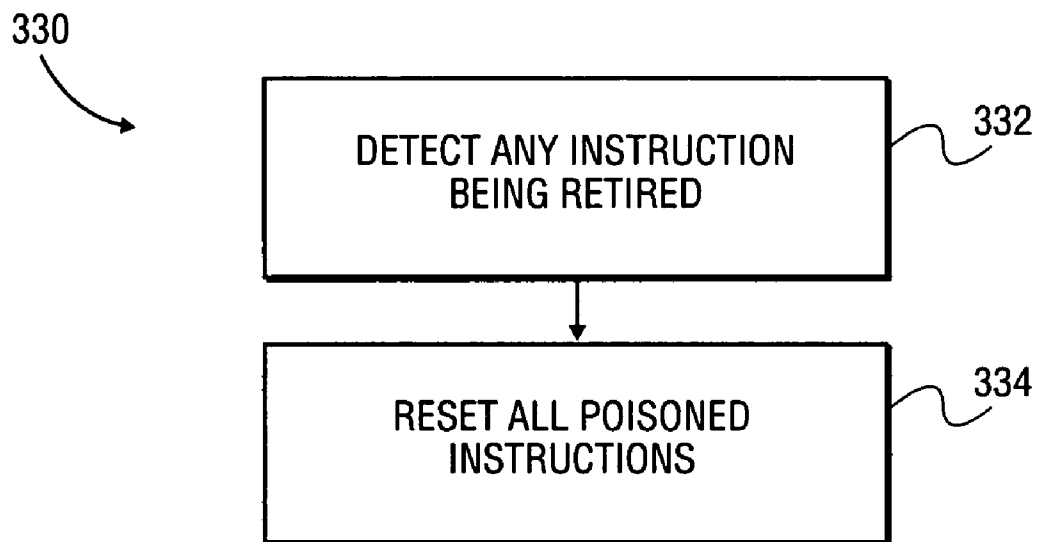 330
DETECT ANY INSTRUCTION
BEING RETIRED
332
RESET ALL POISONED
INSTRUCTIONS
334